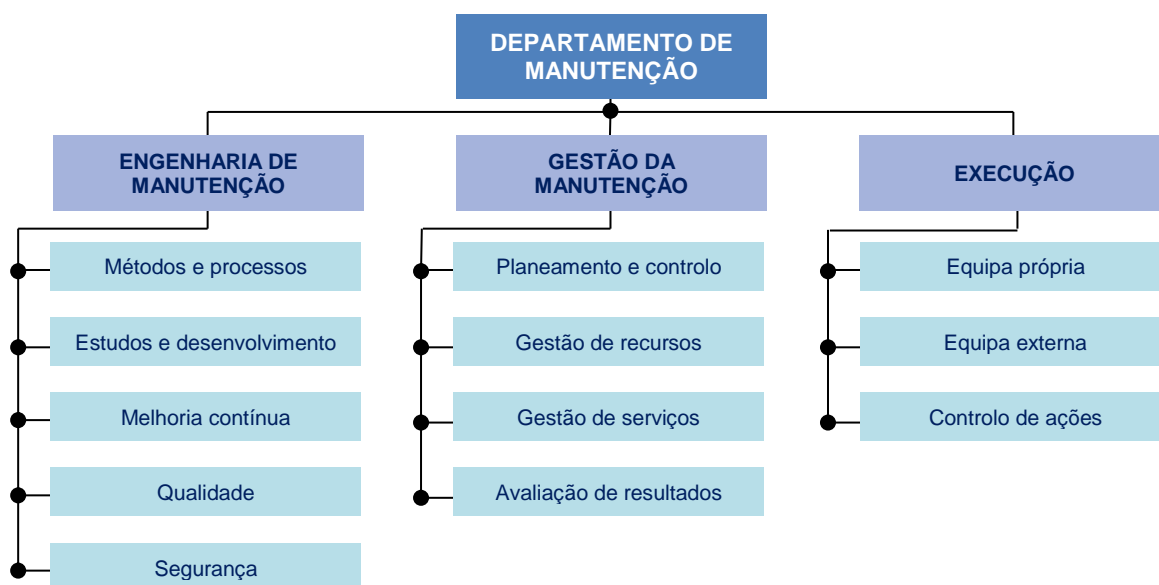 DEPARTAMENTO DE
MANUTENÇÃO
ENGENHARIA DE
MANUTENÇÃO
Métodos e processos
Estudos e desenvolvimento
Melhoria contínua
Qualidade
Segurança
GESTÃO DA
MANUTENÇÃO
Planeamento e controlo
Gestão de recursos
Gestão de serviços
Avaliação de resultados
EXECUÇÃO
Equipa própria
Equipa externa
Controlo de ações